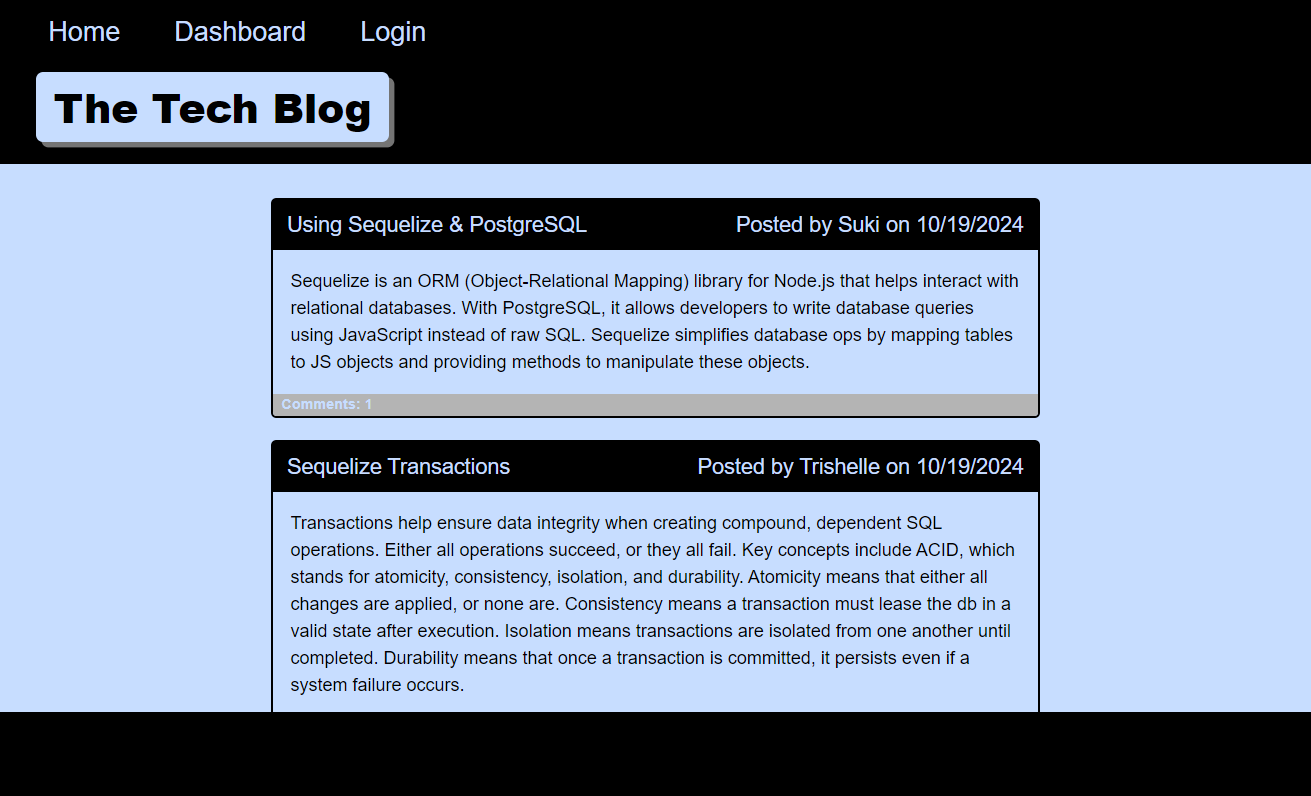 Home Dashboard Login
The Tech Blog
Using Sequelize & PostgreSQL Posted by Suki on 10/19/2024
Sequelize is an ORM (Object-Relational Mapping) library for Node.js that helps interact with
relational databases. With PostgreSQL, it allows developers to write database queries
using JavaScript instead of raw SQL. Sequelize simplifies database ops by mapping tables
to JS objects and providing methods to manipulate these objects.
Comments: 1
Sequelize Transactions Posted by Trishelle on 10/19/2024
Transactions help ensure data integrity when creating compound, dependent SQL
operations. Either all operations succeed, or they all fail. Key concepts include ACID, which
stands for atomicity, consistency, isolation, and durability. Atomicity means that either all
changes are applied, or none are. Consistency means a transaction must lease the db in a
valid state after execution. Isolation means transactions are isolated from one another until
completed. Durability means that once a transaction is committed, it persists even if a
system failure occurs.